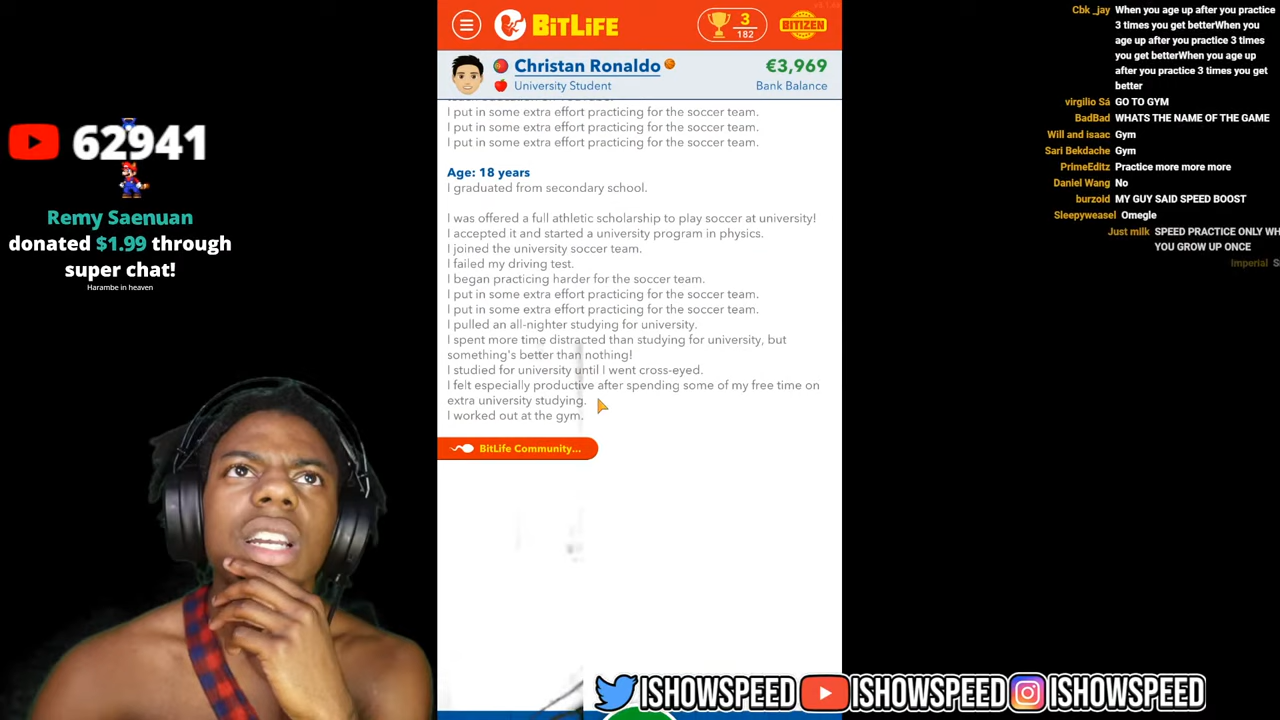 62941
Remy Saenuan
donated $1.99 through
super chat!
Harambe in heaven
BitLife
3
182
BITIZEN
Christan Ronaldo
University Student
€3,969
Bank Balance
I put in some extra effort practicing for the soccer team.
I put in some extra effort practicing for the soccer team.
I put in some extra effort practicing for the soccer team.
Age: 18 years
I graduated from secondary school.
I was offered a full athletic scholarship to play soccer at university!
I accepted it and started a university program in physics.
I joined the university soccer team.
I failed my driving test.
I began practicing harder for the soccer team.
I put in some extra effort practicing for the soccer team.
I put in some extra effort practicing for the soccer team.
I pulled an all-nighter studying for university.
I spent more time distracted than studying for university, but
something's better than nothing!
I studied for university until I went cross-eyed.
I felt especially productive after spending some of my free time on
extra university studying.
I worked out at the gym.
BitLife Community...
Cbk _jay When you age up after you practice
3 times you get betterWhen you
age up after you practice 3 times
you get betterWhen you age up
after you practice 3 times you get
better
virgilio Sá GO TO GYM
BadBad WHATS THE NAME OF THE GAME
Will and isaac Gym
Sari Bekdache Gym
PrimeEditz Practice more more more
Daniel Wang No
burzold MY GUY SAID SPEED BOOST
Sleepyweasel Omegle
Just milk SPEED PRACTICE ONLY WH
YOU GROW UP ONCE
Imperial S
ISHOWSPEED ISHOWSPEED ISHOWSPEED